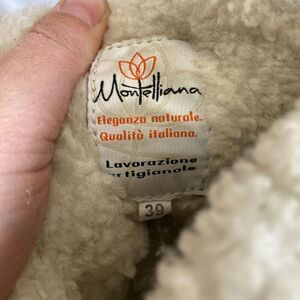 Montelliana
Eleganza naturale.
Qualità italiana.
Lavorazione
artigianale
39